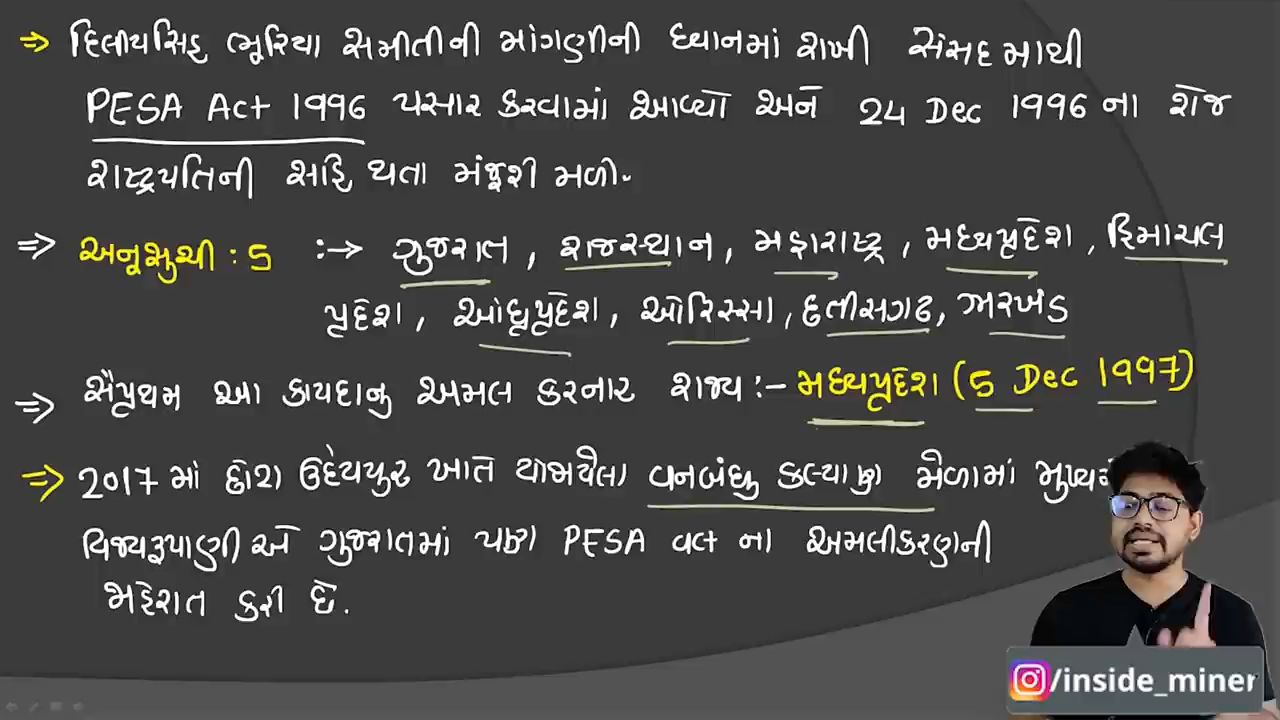 ⇒ દિલીપસિંહ ભૂરિયા સમીતીની માંગણીની ધ્યાનમાં રાખી સંસદ માથી
PESA Act 1996 પસાર કરવામાં આવ્યો અને 24 Dec 1996 ના રોજ
રાષ્ટ્રપતિની સહિ થતા મંજૂરી મળી.
⇒ અનૂસુચી : 5 :→ ગુજરાત, રાજસ્થાન, મહારાષ્ટ્ર, મધ્યપ્રદેશ, હિમાચલ
પ્રદેશ, આંધ્રપ્રદેશ, ઓરિસ્સા, છતીસગઢ, ઝારખંડ
⇒ સૈપ્રથમ આ કાયદાનુ અમલ કરનાર રાજ્ય :- મધ્યપ્રદેશ (5 Dec 1997)
⇒ 2017 માં છોટા ઉદેયપુર ખાતે યોજાયેલા વનબંધુ કલ્યાણ મેળામાં
વિજયરૂપાણી એ ગુજરાતમાં પણ PESA ના અમલીકરણની
જાહેરાત કરી છે.
/inside_miner